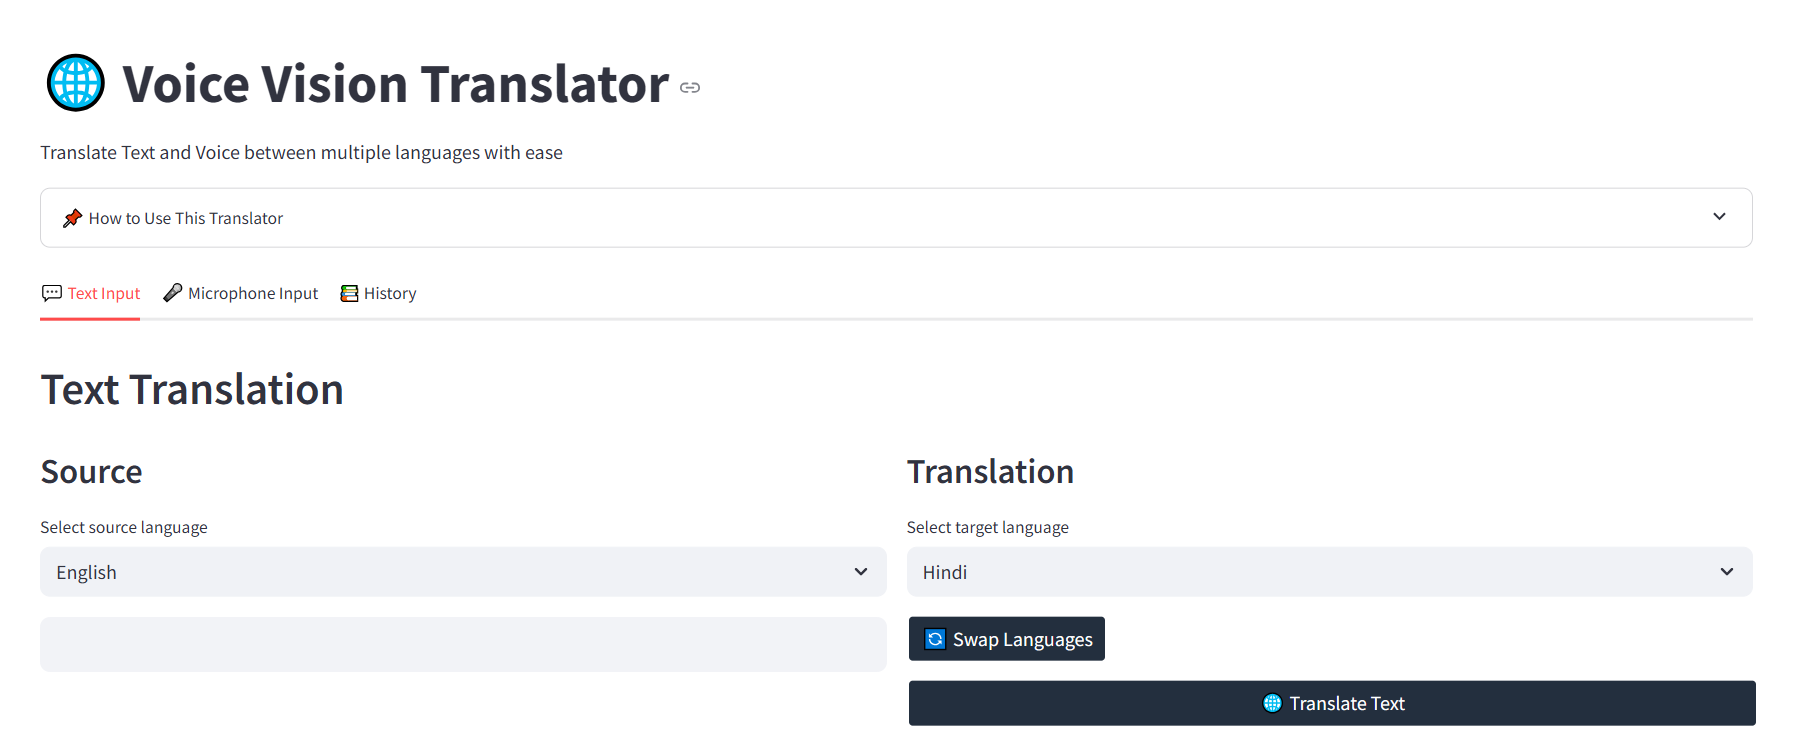 Voice Vision Translator
Translate Text and Voice between multiple languages with ease
How to Use This Translator
Text Input Microphone Input History
Text Translation
Source
Select source language
English
Translation
Select target language
Hindi
Swap Languages
Translate Text